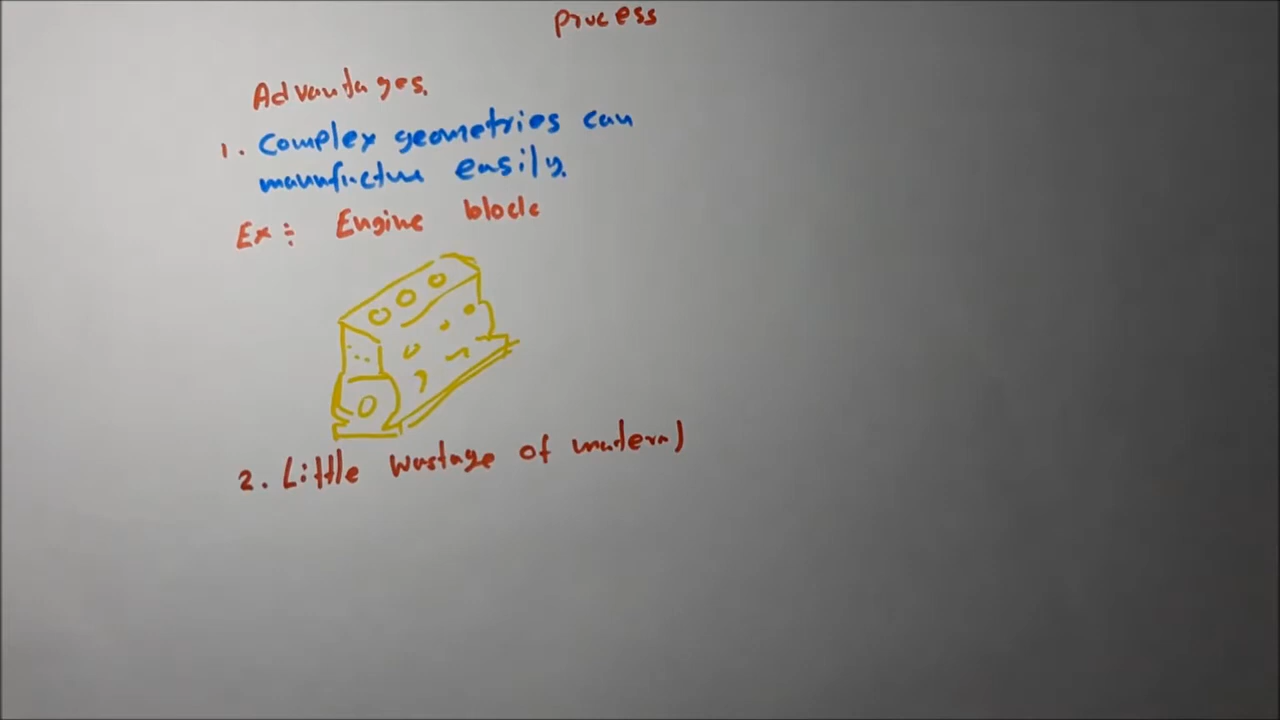 process
Advantages.
1. Complex geometries can
manufacture easily.
Ex: Engine block
2. Little wastage of material